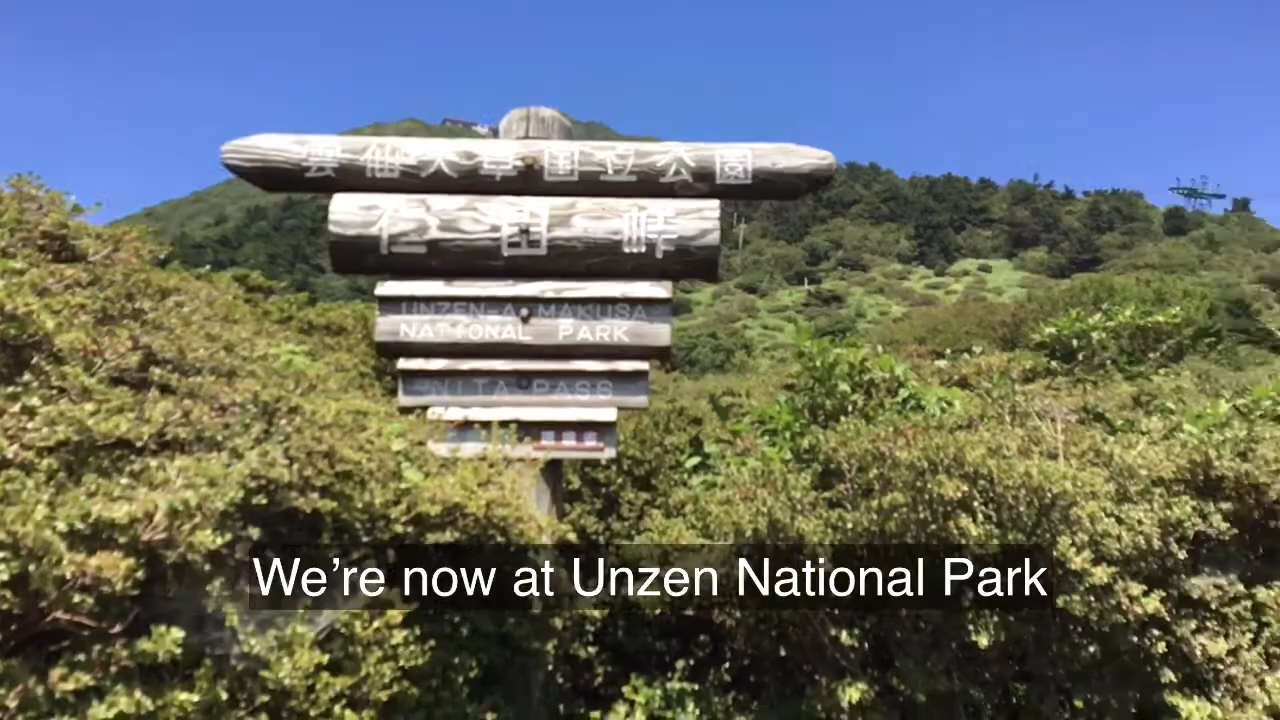 雲仙天草国立公園
仁田峠
UNZEN-AMAKUSA
NATIONAL PARK
NITA PASS
We're now at Unzen National Park